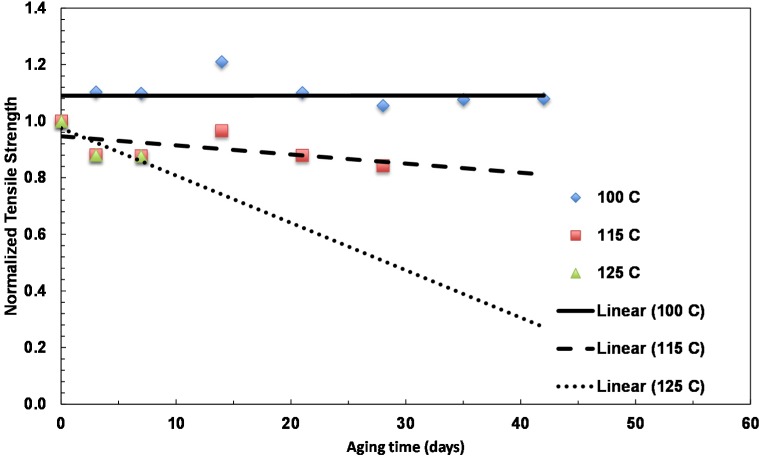 1.4
1.2
1.0
0.8
0.6
0.4
0.2
0.0
Normalized Tensile Strength
0 10 20 30 40 50 60
Aging time (days)
100 C
115 C
125 C
Linear (100 C)
Linear (115 C)
Linear (125 C)